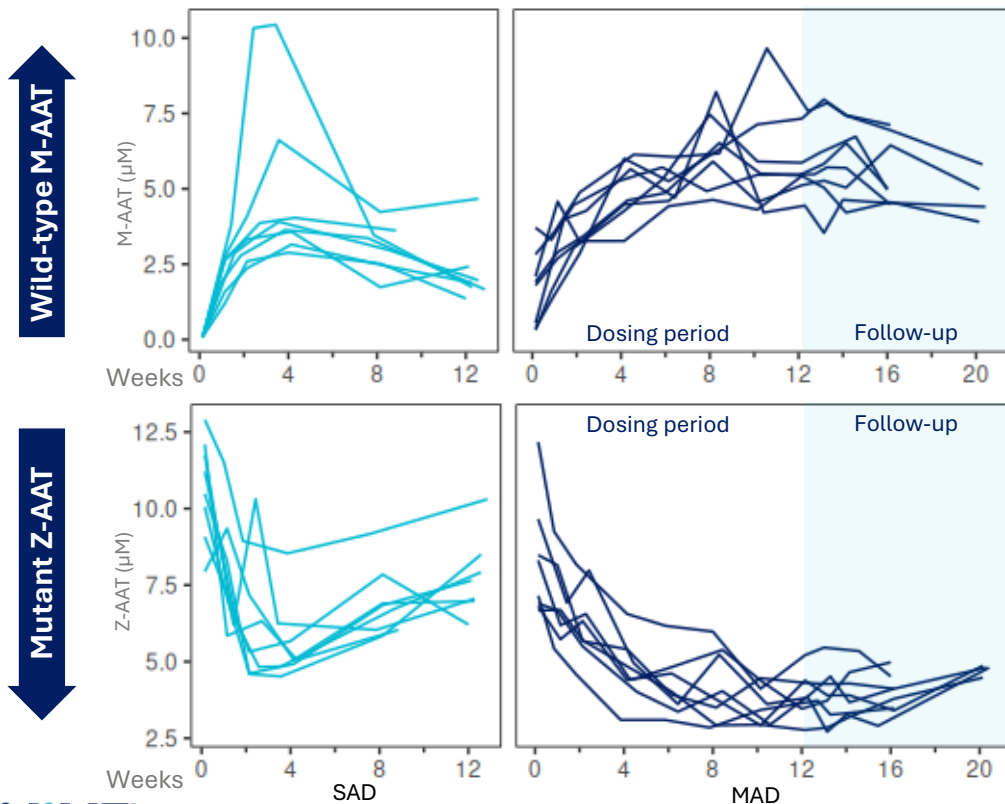 Wild-type M-AAT
M-AAT (µM)
10.0
7.5
5.0
2.5
0.0
Dosing period
Follow-up
Weeks
0 4 8 12
0 4 8 12 16 20
Mutant Z-AAT
Z-AAT (µM)
12.5
10.0
7.5
5.0
2.5
Dosing period
Follow-up
Weeks
0 4 8 12
0 4 8 12 16 20
SAD
MAD